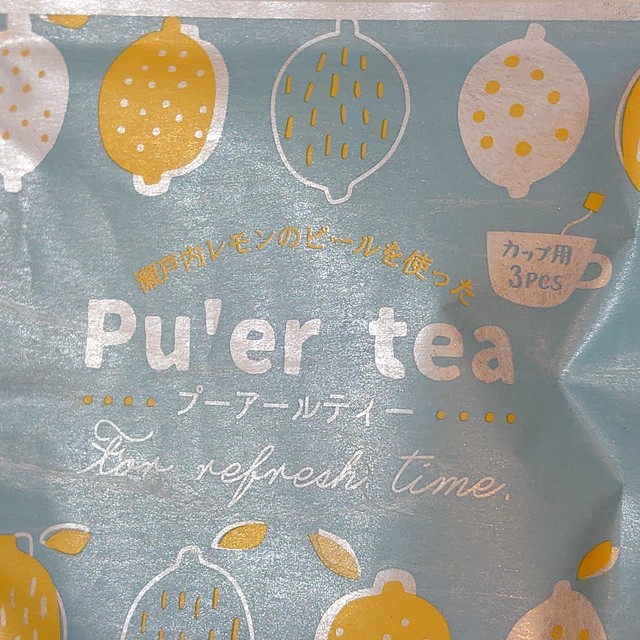 瀬戸内レモンのピールを使った
カップ用
3PCS
Pu'er tea
プーアールティー
For refresh time.